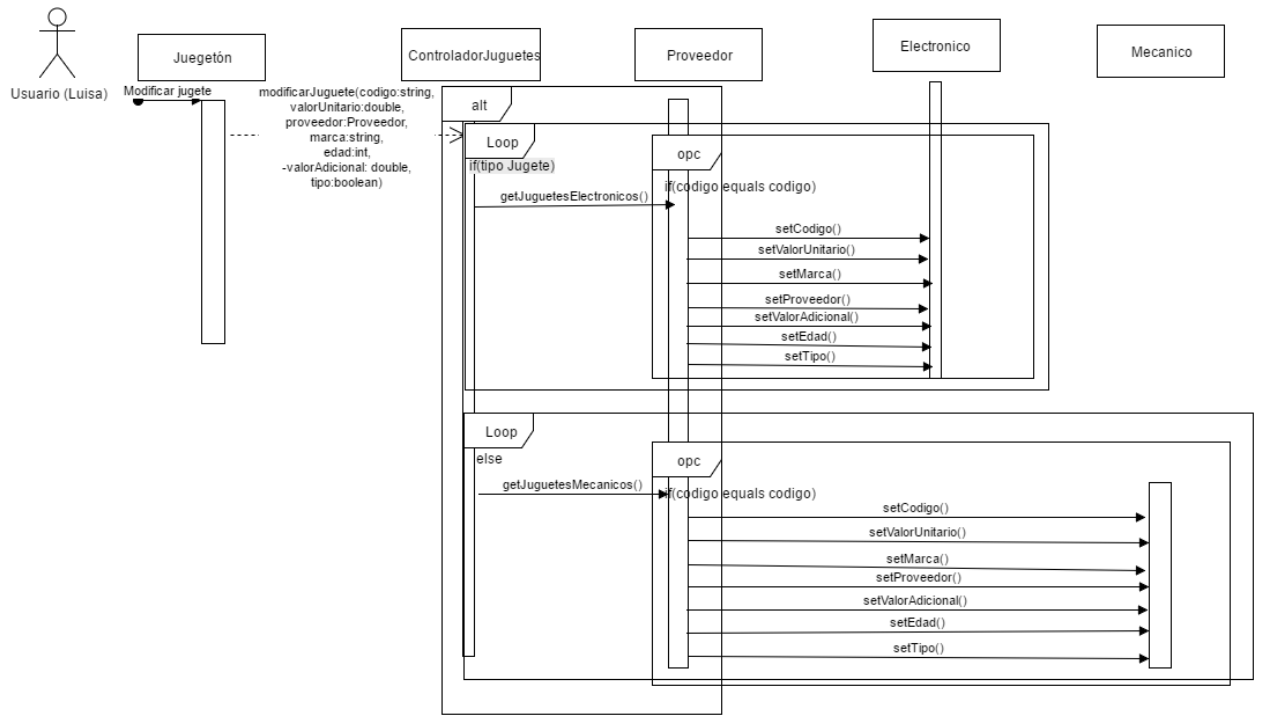 Usuario (Luisa)
Juegetón
ControladorJuguetes
Proveedor
Electronico
Mecanico
Modificar jugete
modificarJuguete(codigo:string,
valorUnitario:double,
proveedor:Proveedor,
marca:string,
edad:int,
-valorAdicional: double,
tipo:boolean)
alt
Loop
if(tipo Jugete)
opc
if(codigo equals codigo)
getJuguetesElectronicos()
setCodigo()
setValorUnitario()
setMarca()
setProveedor()
setValorAdicional()
setEdad()
setTipo()
Loop
else
opc
if(codigo equals codigo)
getJugetesMecanicos()
setCodigo()
setValorUnitario()
setMarca()
setProveedor()
setValorAdicional()
setEdad()
setTipo()